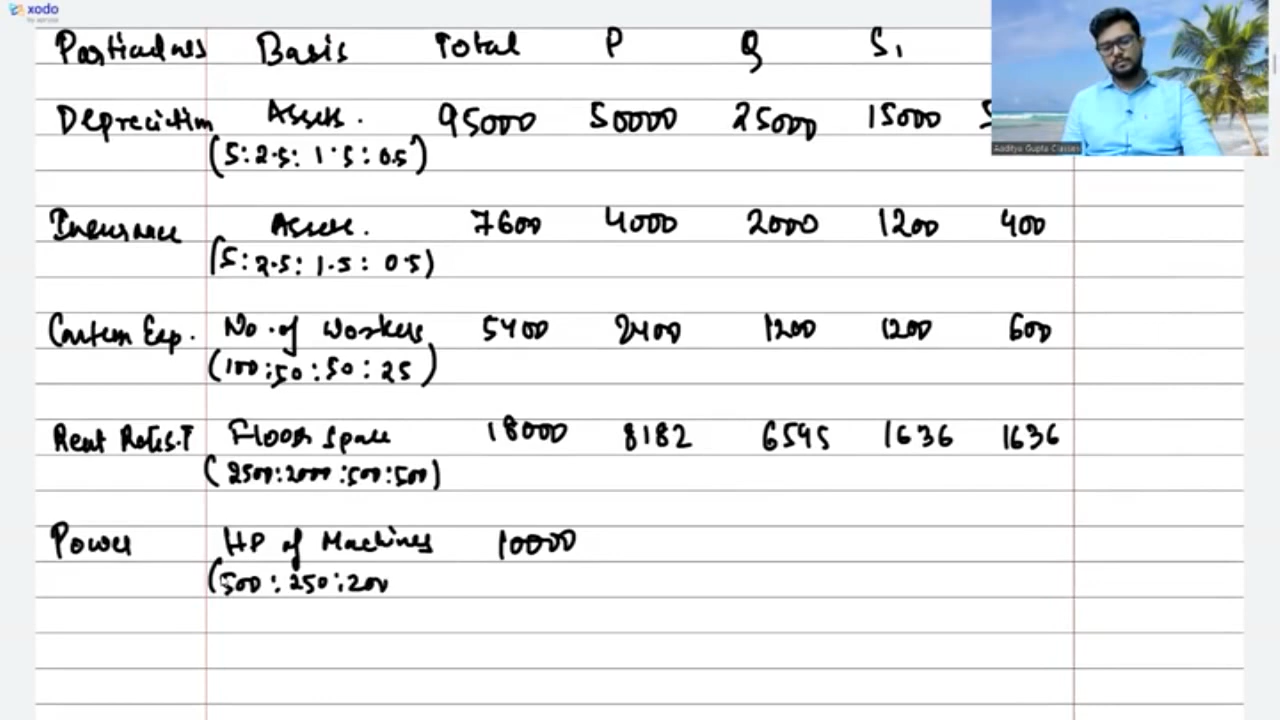 xodo
by apryse
Particulars Basis Total P Q S1
Depreciation Assets. 95000 50000 25000 15000 5
(5:2.5:1.5:0.5)
Insurance Assets. 7600 4000 2000 1200 400
(5:2.5:1.5:0.5)
Canteen Exp. No. of Workers 5400 2400 1200 1200 600
(100:50:50:25)
Rent Rates.T Floor Space 18000 8182 6545 1636 1636
(2500:2000:500:500)
Power HP of Machines 10000
(500:250:200
Aaditya Gupta Classes